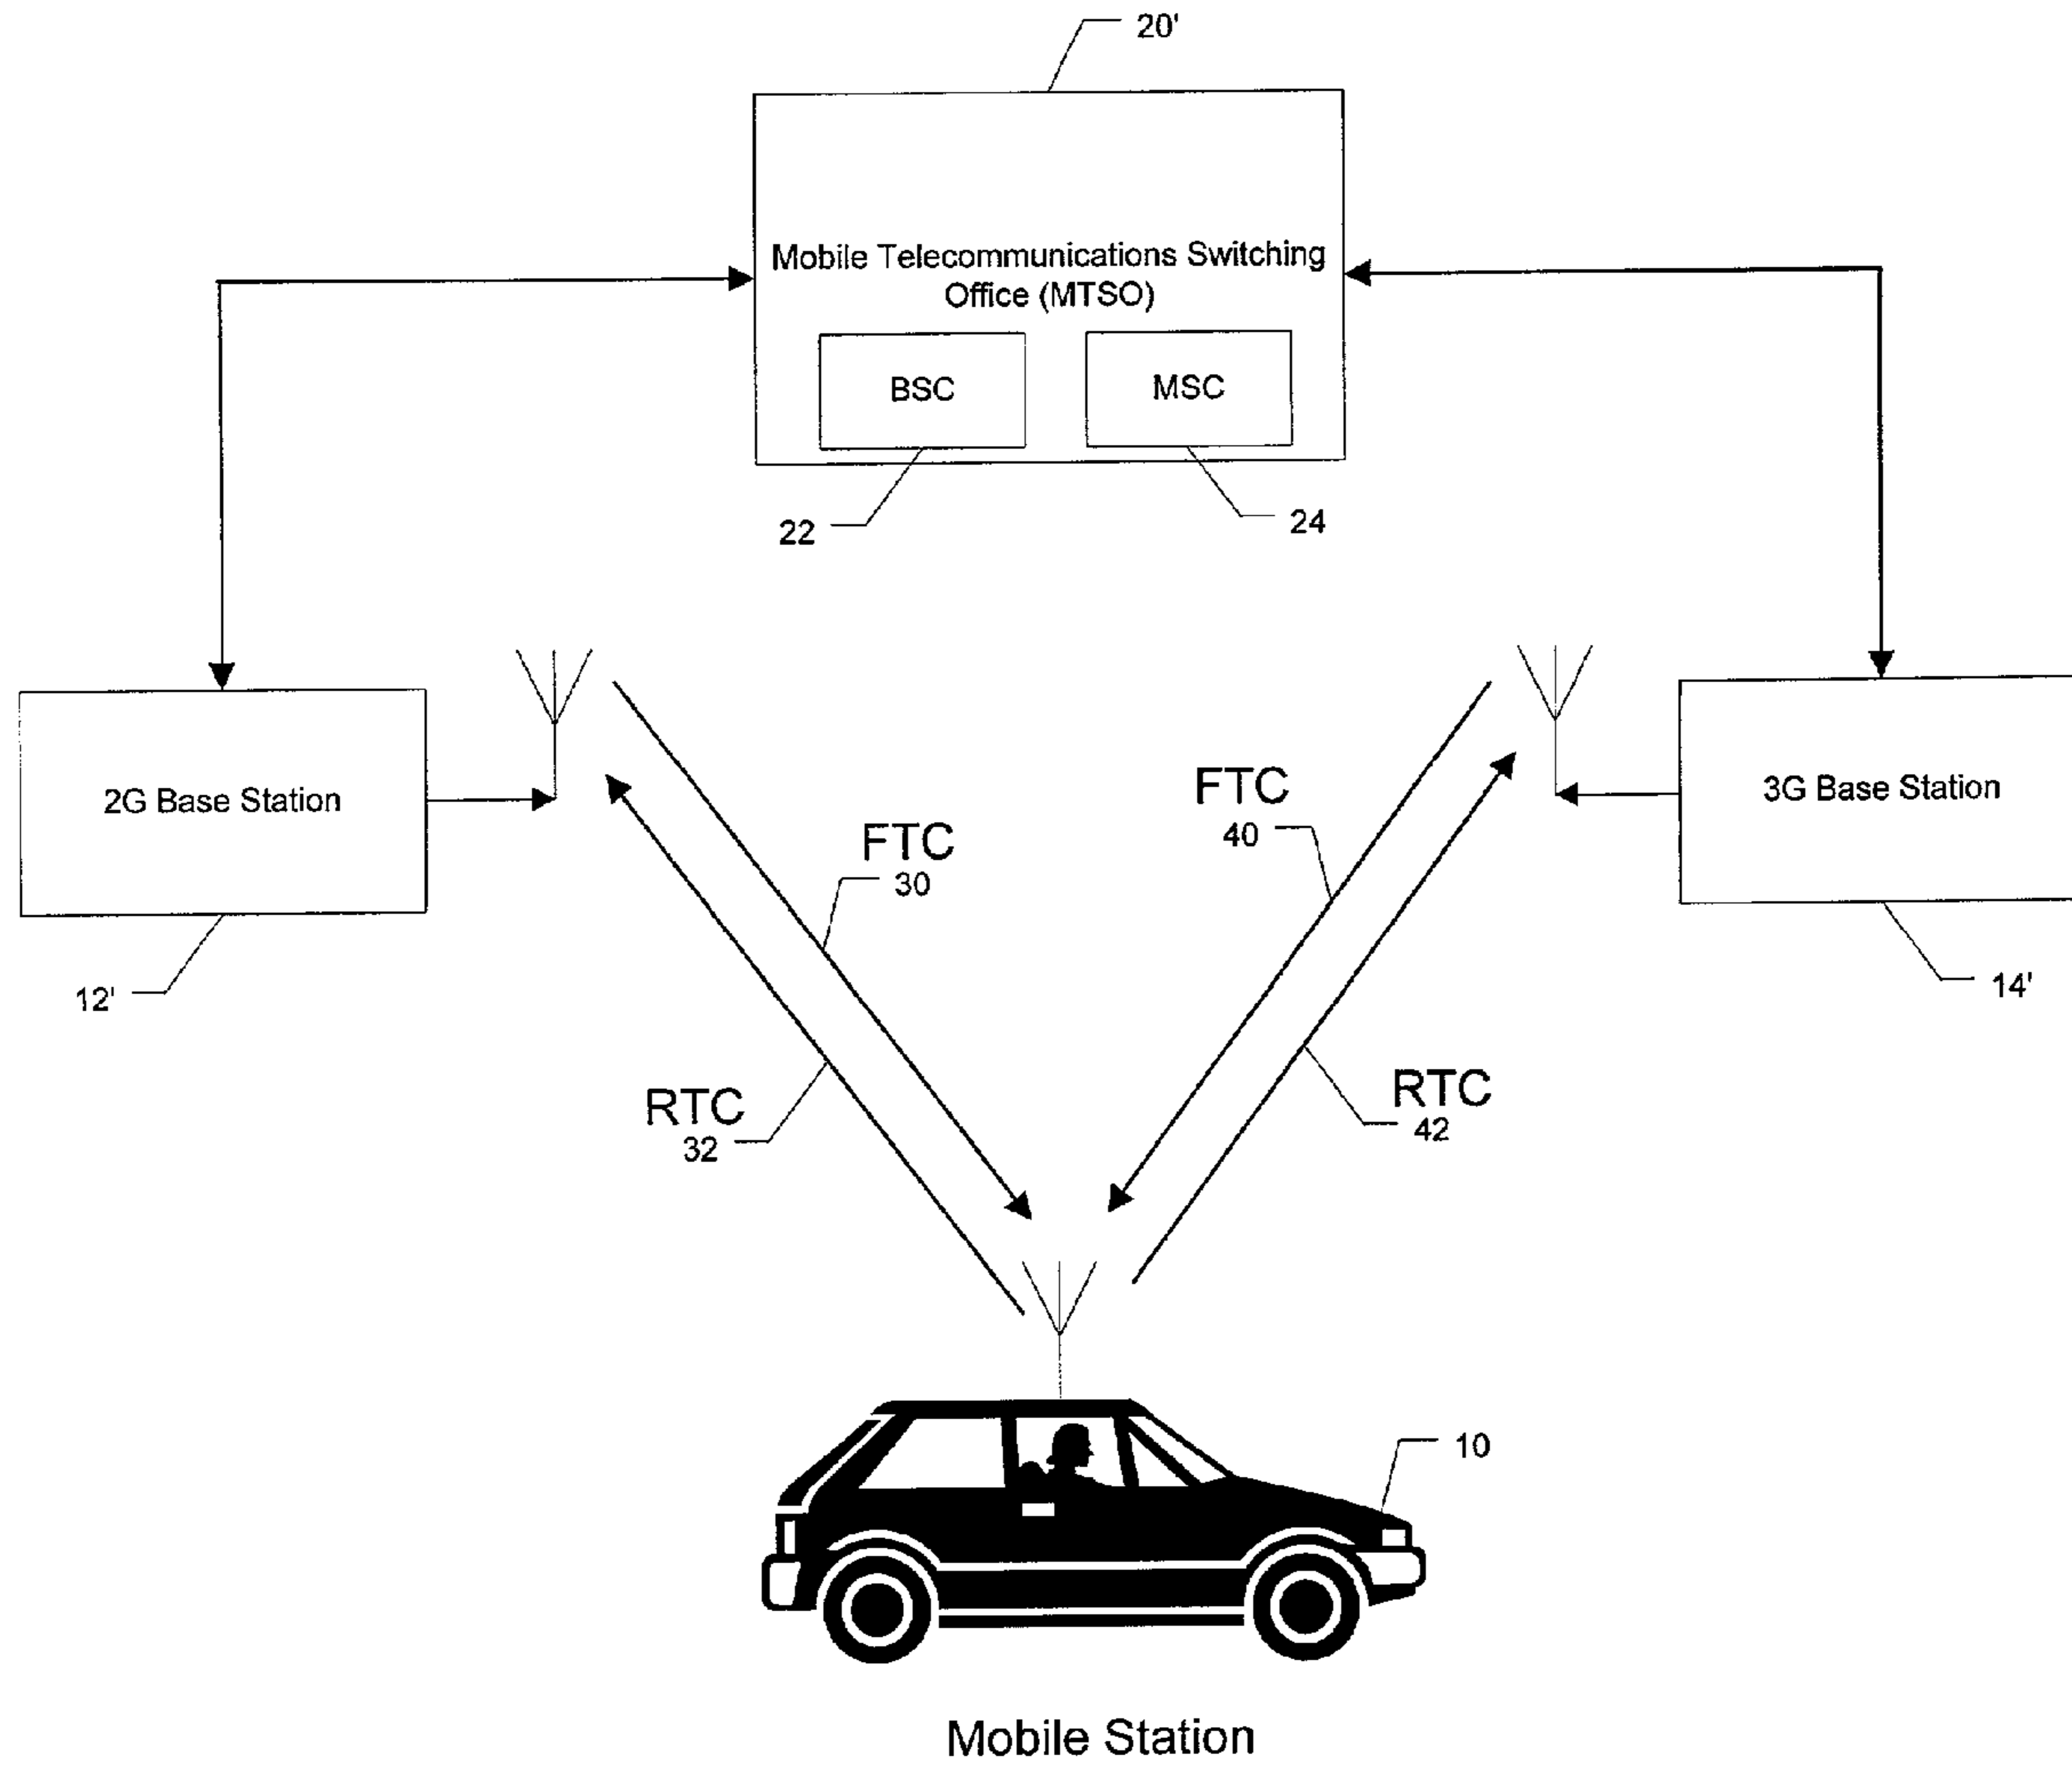 20'
Mobile Telecommunications Switching
Office (MTSO)
BSC
MSC
22
24
2G Base Station
3G Base Station
FTC
30
FTC
40
12'
14'
RTC
32
RTC
42
10
Mobile Station